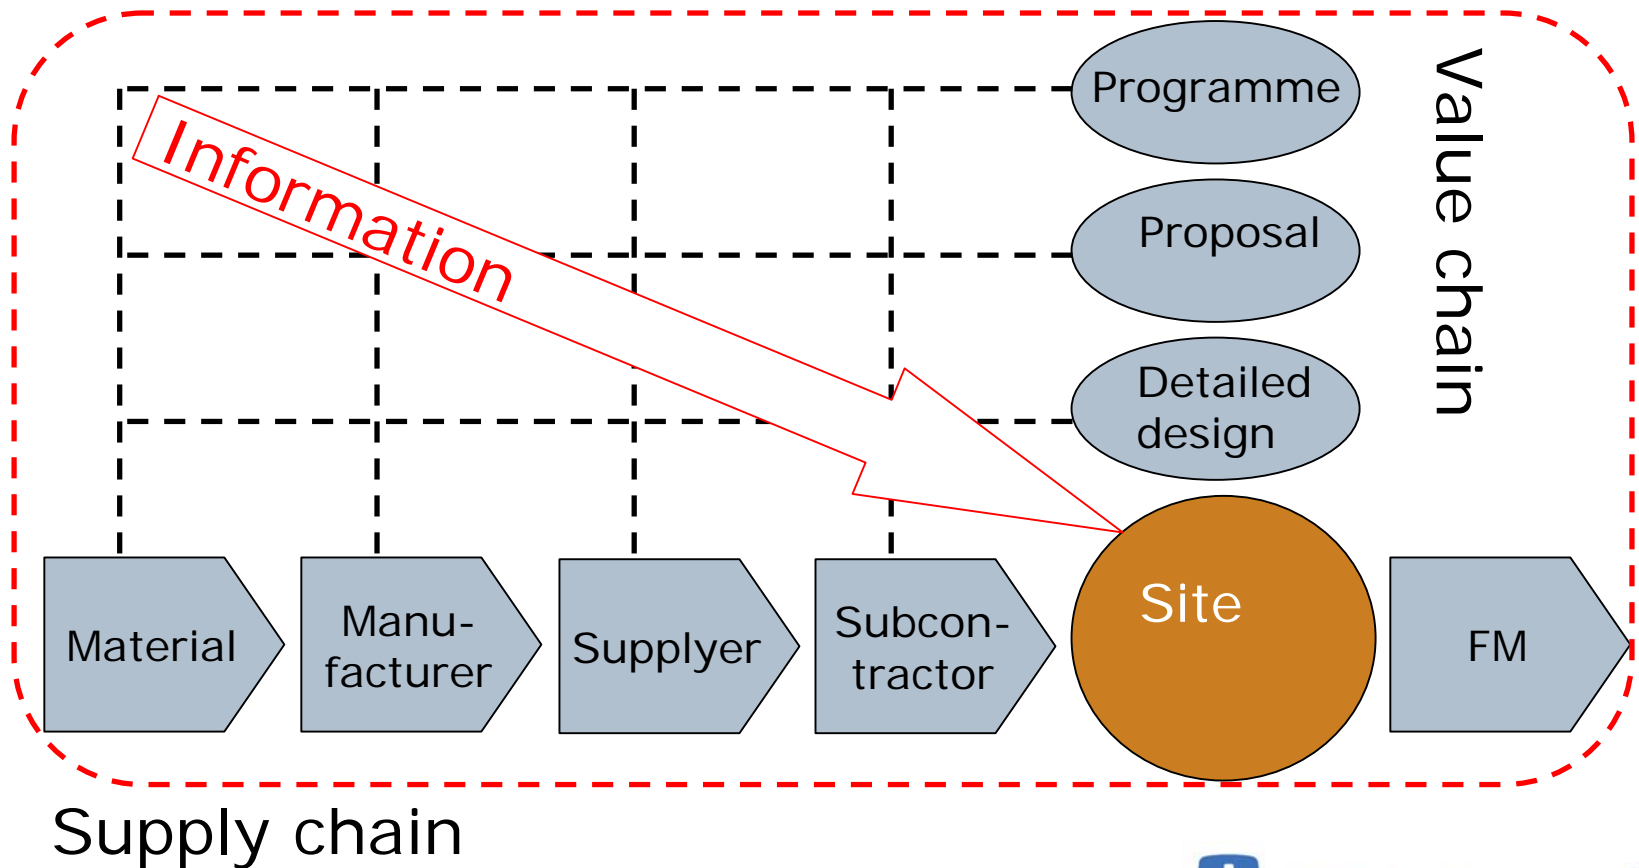 Programme
Value chain
Information
Proposal
Detailed
design
Material
Manu-
facturer
Supplyer
Subcon-
tractor
Site
FM
Supply chain